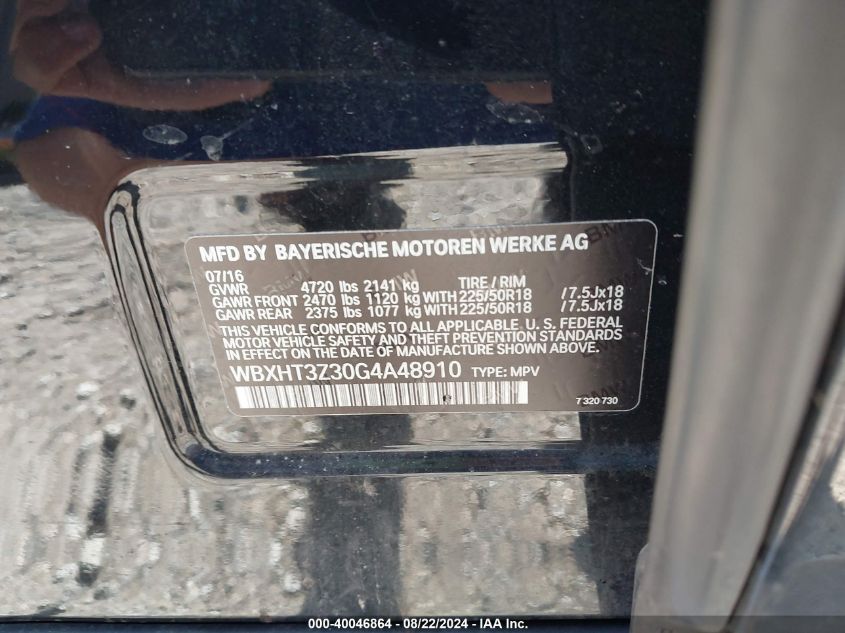 MFD BY BAYERISCHE MOTOREN WERKE AG
07/16
GVWR 4720 lbs 2141 kg TIRE / RIM
GAWR FRONT 2470 lbs 1120 kg WITH 225/50R18 / 7.5Jx18
GAWR REAR 2375 lbs 1077 kg WITH 225/50R18 / 7.5Jx18
THIS VEHICLE CONFORMS TO ALL APPLICABLE U. S. FEDERAL
MOTOR VEHICLE SAFETY AND THEFT PREVENTION STANDARDS
IN EFFECT ON THE DATE OF MANUFACTURE SHOWN ABOVE.
WBXHT3Z30G4A48910 TYPE: MPV
7 320 730
000-40046864 - 08/22/2024 - IAA Inc.